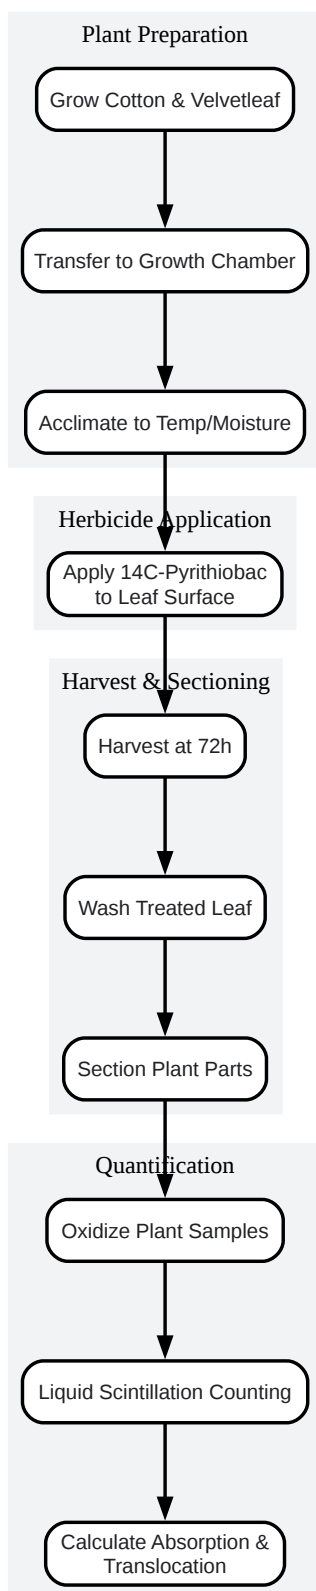 Plant Preparation
Grow Cotton & Velvetleaf
Transfer to Growth Chamber
Acclimate to Temp/Moisture
Herbicide Application
Apply 14C-Pyrithiobac
to Leaf Surface
Harvest & Sectioning
Harvest at 72h
Wash Treated Leaf
Section Plant Parts
Quantification
Oxidize Plant Samples
Liquid Scintillation Counting
Calculate Absorption &
Translocation